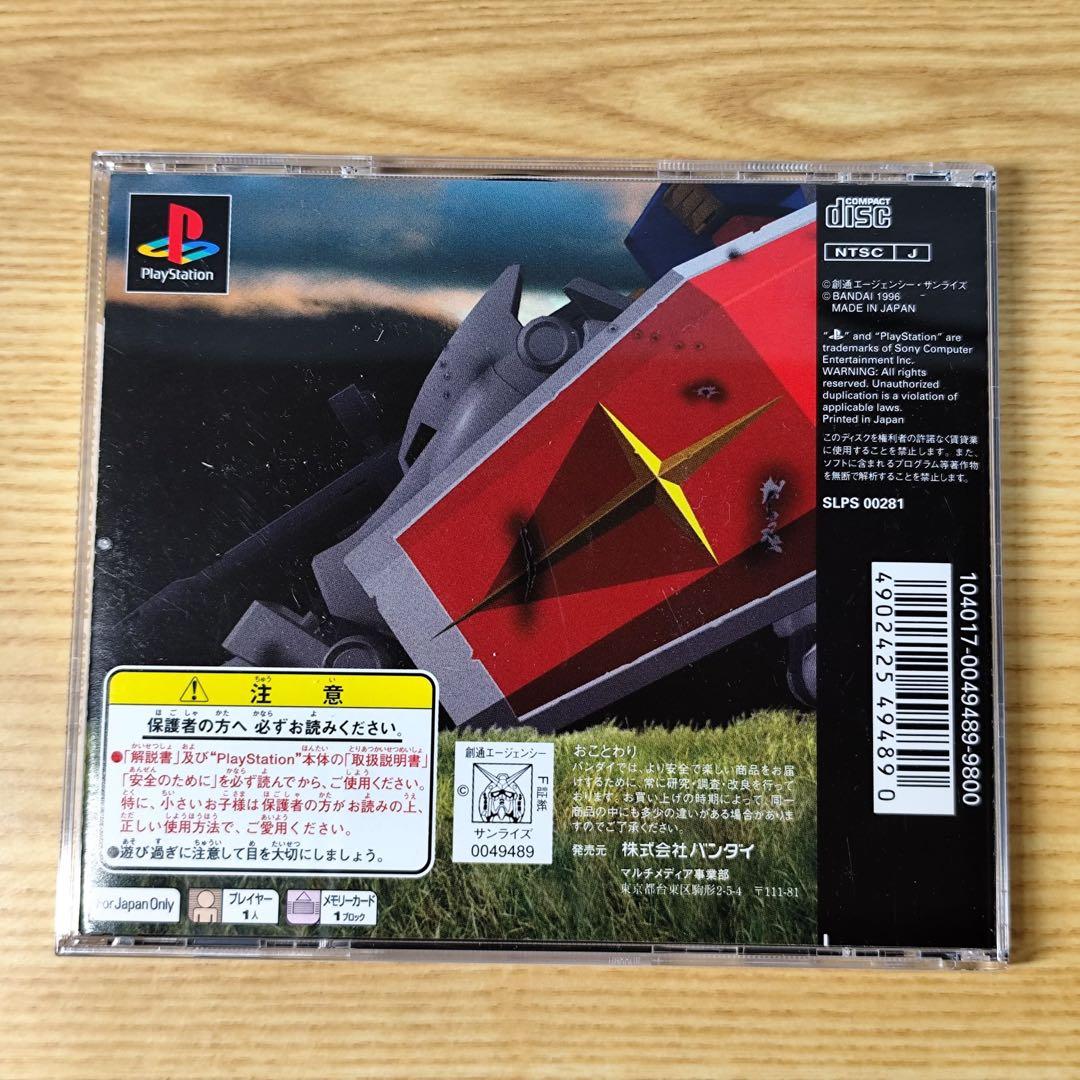 PlayStation
COMPACT
disc
NTSC J
©創通エージェンシー・サンライズ
©BANDAI 1996
MADE IN JAPAN
" " and "PlayStation" are
trademarks of Sony Computer
Entertainment Inc.
WARNING: All rights
reserved. Unauthorized
duplication is a violation of
applicable laws.
Printed in Japan
このディスクを権利者の許諾なく賃貸業
に使用することを禁止します。また、
ソフトに含まれるプログラム等著作物
を無断で解析することを禁止します。
SLPS 00281
104017-0049489-9800
4902425 494890
注意
保護者の方へ 必ずお読みください。
●「解説書」及び"PlayStation"本体の「取扱説明書」
「安全のために」を必ず読んでから、ご使用ください。
特に、小さいお子様は保護者の方がお読みの上、
正しい使用方法で、ご愛用ください。
●遊び過ぎに注意して目を大切にしましょう。
創通エージェンシー
©
F 証紙
サンライズ
0049489
おことわり
バンダイでは、より安全で楽しい商品をお届
けするために、常に研究・調査・改良を行って
おります。お買い上げの時期によって、同一
商品の中にも多少の違いがある場合があります
のでご了承ください。
発売元 株式会社バンダイ
マルチメディア事業部
東京都台東区駒形2-5-4 〒111-81
For Japan Only
プレイヤー
1人
メモリーカード
1ブロック